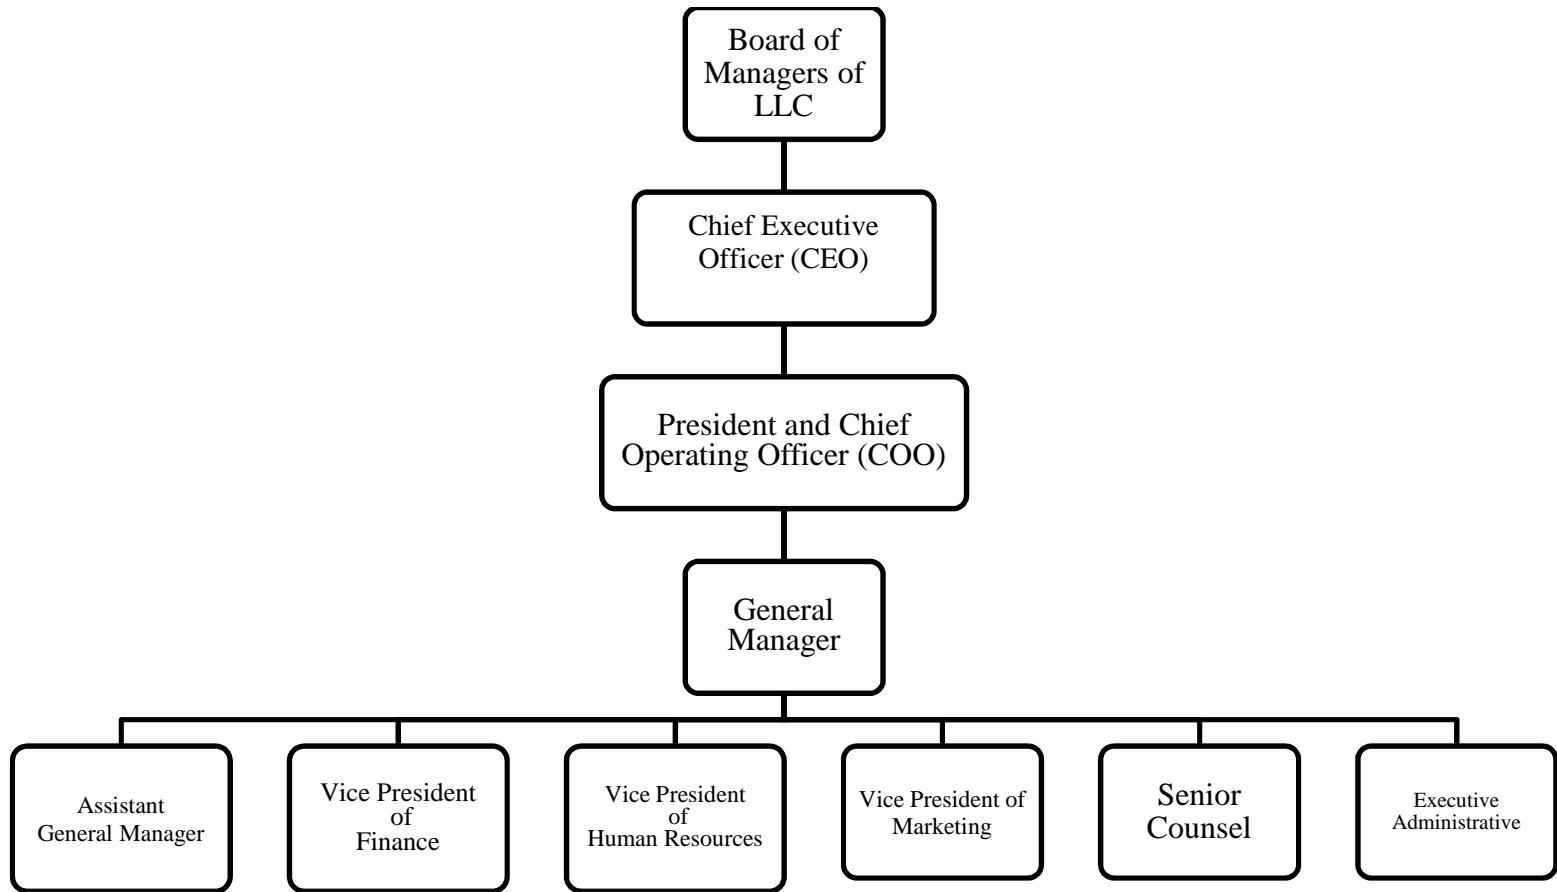 Board of
Managers of
LLC
Chief Executive
Officer (CEO)
President and Chief
Operating Officer (COO)
General
Manager
Assistant
General Manager
Vice President
of
Finance
Vice President
of
Human Resources
Vice President of
Marketing
Senior
Counsel
Executive
Administrative